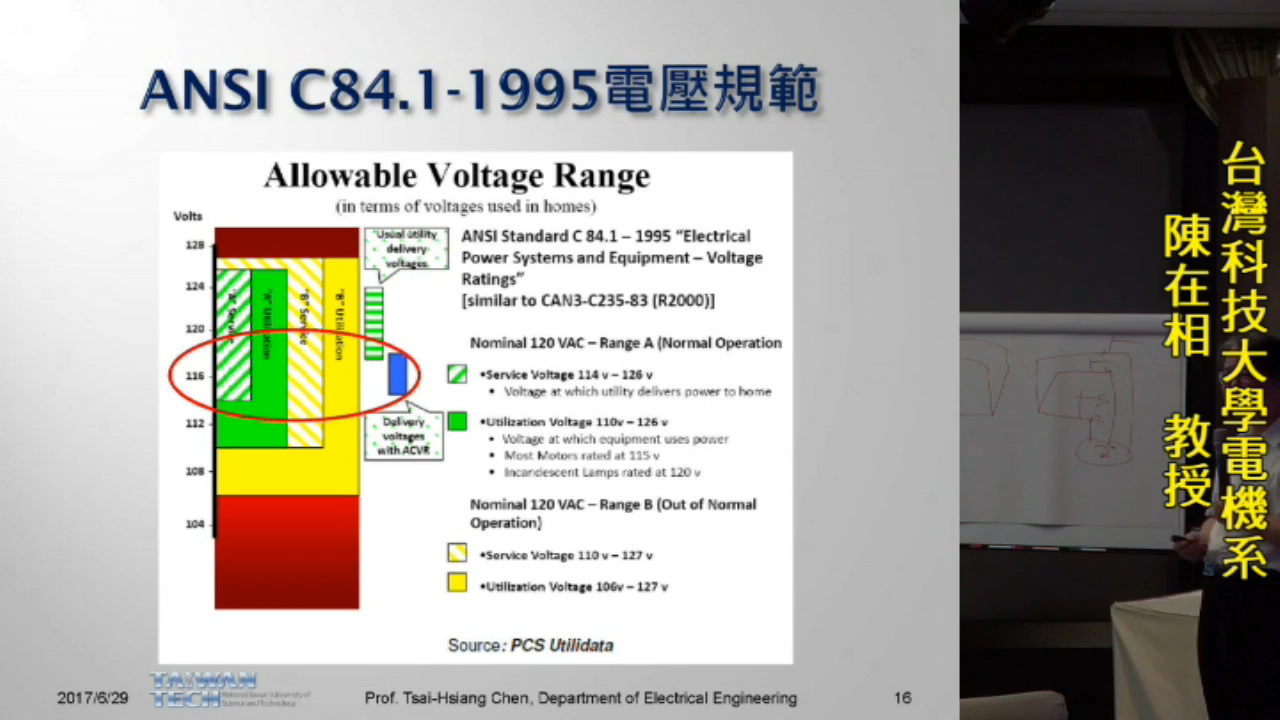 ANSI C84.1-1995電壓規範
Allowable Voltage Range
(in terms of voltages used in homes)
Volts
128
124
120
116
112
108
104
"A" Service
"A" Utilization
"B" Service
"B" Utilization
Usual utility
delivery
voltages.
Delivery
voltages
with ACVR
ANSI Standard C 84.1 – 1995 "Electrical
Power Systems and Equipment – Voltage
Ratings"
[similar to CAN3-C235-83 (R2000)]
Nominal 120 VAC – Range A (Normal Operation
•Service Voltage 114 v – 126 v
• Voltage at which utility delivers power to home
•Utilization Voltage 110v – 126 v
• Voltage at which equipment uses power
• Most Motors rated at 115 v
• Incandescent Lamps rated at 120 v
Nominal 120 VAC – Range B (Out of Normal
Operation)
•Service Voltage 110 v – 127 v
•Utilization Voltage 106v – 127 v
Source: PCS Utilidata
2017/6/29
TAIWAN
TECH
National Taiwan University of
Science and Technology
Prof. Tsai-Hsiang Chen, Department of Electrical Engineering
16
台灣科技大學電機系
陳在相 教授